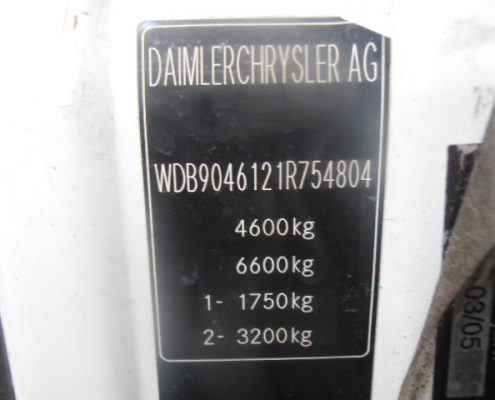 DAIMLERCHRYSLER AG
WDB9046121R754804
4600kg
6600kg
1- 1750kg
2- 3200kg
03/05